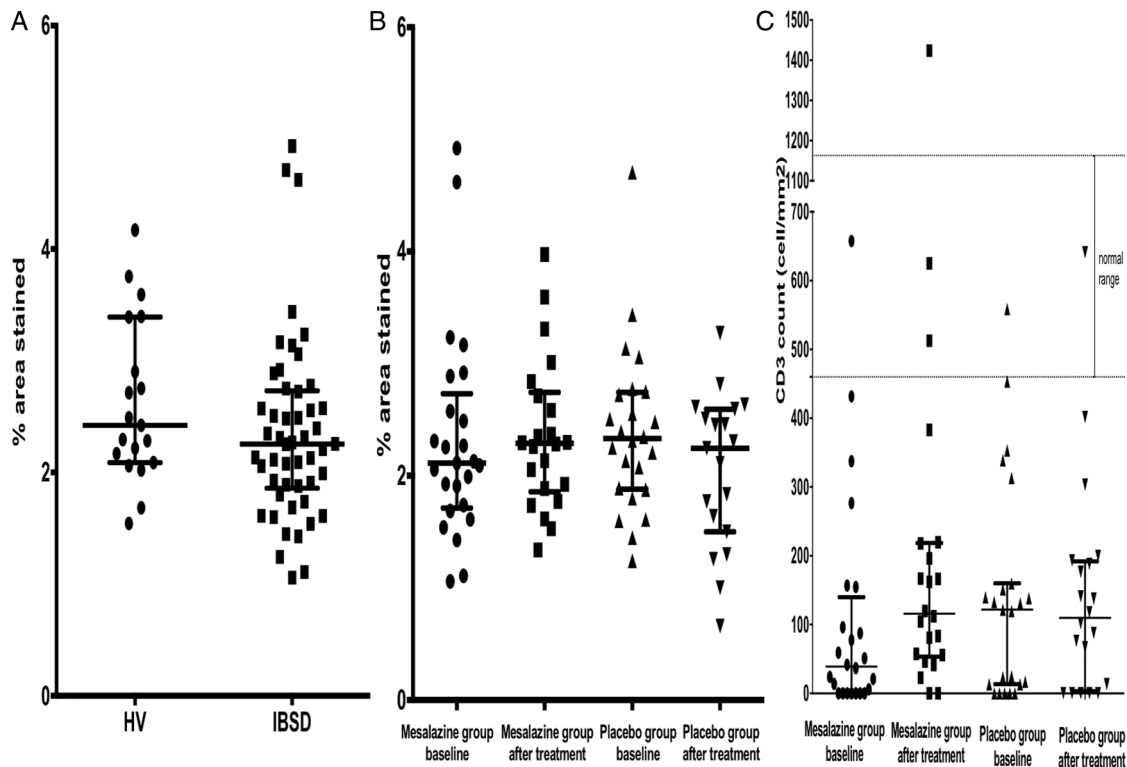 A
6
4
2
0
% area stained
HV
IBSD
B
6
4
2
0
% area stained
Mesalazine group
baseline
Mesalazine group
after treatment
Placebo group
baseline
Placebo group
after treatment
C
1500
1400
1300
1200
1100
700
600
500
400
300
200
100
0
CD3 count (cell/mm2)
normal
range
Mesalazine group
baseline
Mesalazine group
after treatment
Placebo group
baseline
Placebo group
after treatment